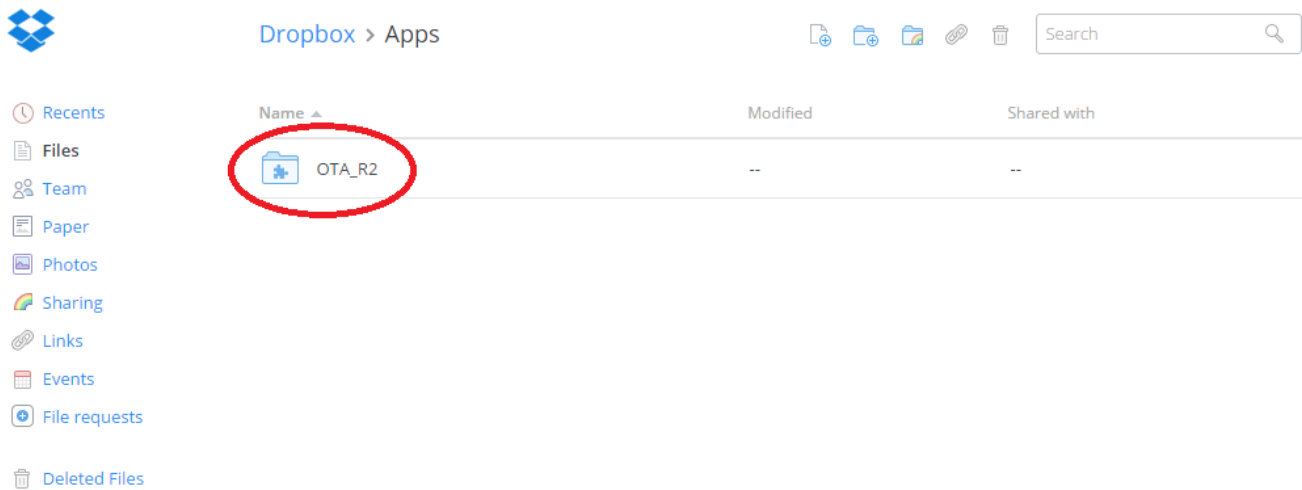 Dropbox > Apps
Search
Recents
Files
Team
Paper
Photos
Sharing
Links
Events
File requests
Deleted Files
Name Modified Shared with
OTA_R2 -- --